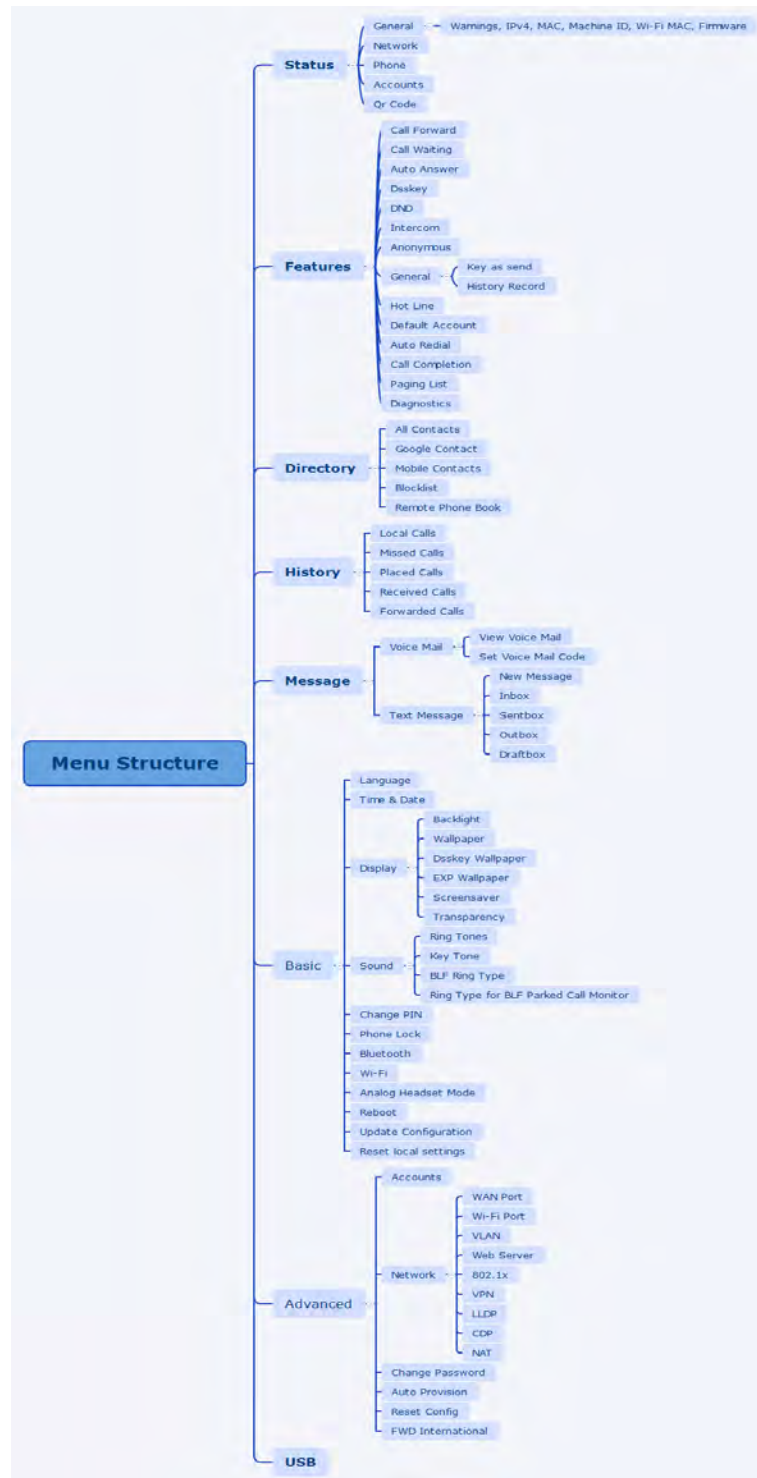 Menu Structure
Status
General
Warnings, IPv4, MAC, Machine ID, Wi-Fi MAC, Firmware
Network
Phone
Accounts
Qr Code
Features
Call Forward
Call Waiting
Auto Answer
Dsskey
DND
Intercom
Anonymous
General
Key as send
History Record
Hot Line
Default Account
Auto Redial
Call Completion
Paging List
Diagnostics
Directory
All Contacts
Google Contact
Mobile Contacts
Blocklist
Remote Phone Book
History
Local Calls
Missed Calls
Placed Calls
Received Calls
Forwarded Calls
Message
Voice Mail
View Voice Mail
Set Voice Mail Code
Text Message
New Message
Inbox
Sentbox
Outbox
Draftbox
Basic
Language
Time & Date
Display
Backlight
Wallpaper
Dsskey Wallpaper
EXP Wallpaper
Screensaver
Transparency
Sound
Ring Tones
Key Tone
BLF Ring Type
Ring Type for BLF Parked Call Monitor
Change PIN
Phone Lock
Bluetooth
Wi-Fi
Analog Headset Mode
Reboot
Update Configuration
Reset local settings
Advanced
Accounts
Network
WAN Port
Wi-Fi Port
VLAN
Web Server
802.1x
VPN
LLDP
CDP
NAT
Change Password
Auto Provision
Reset Config
FWD International
USB